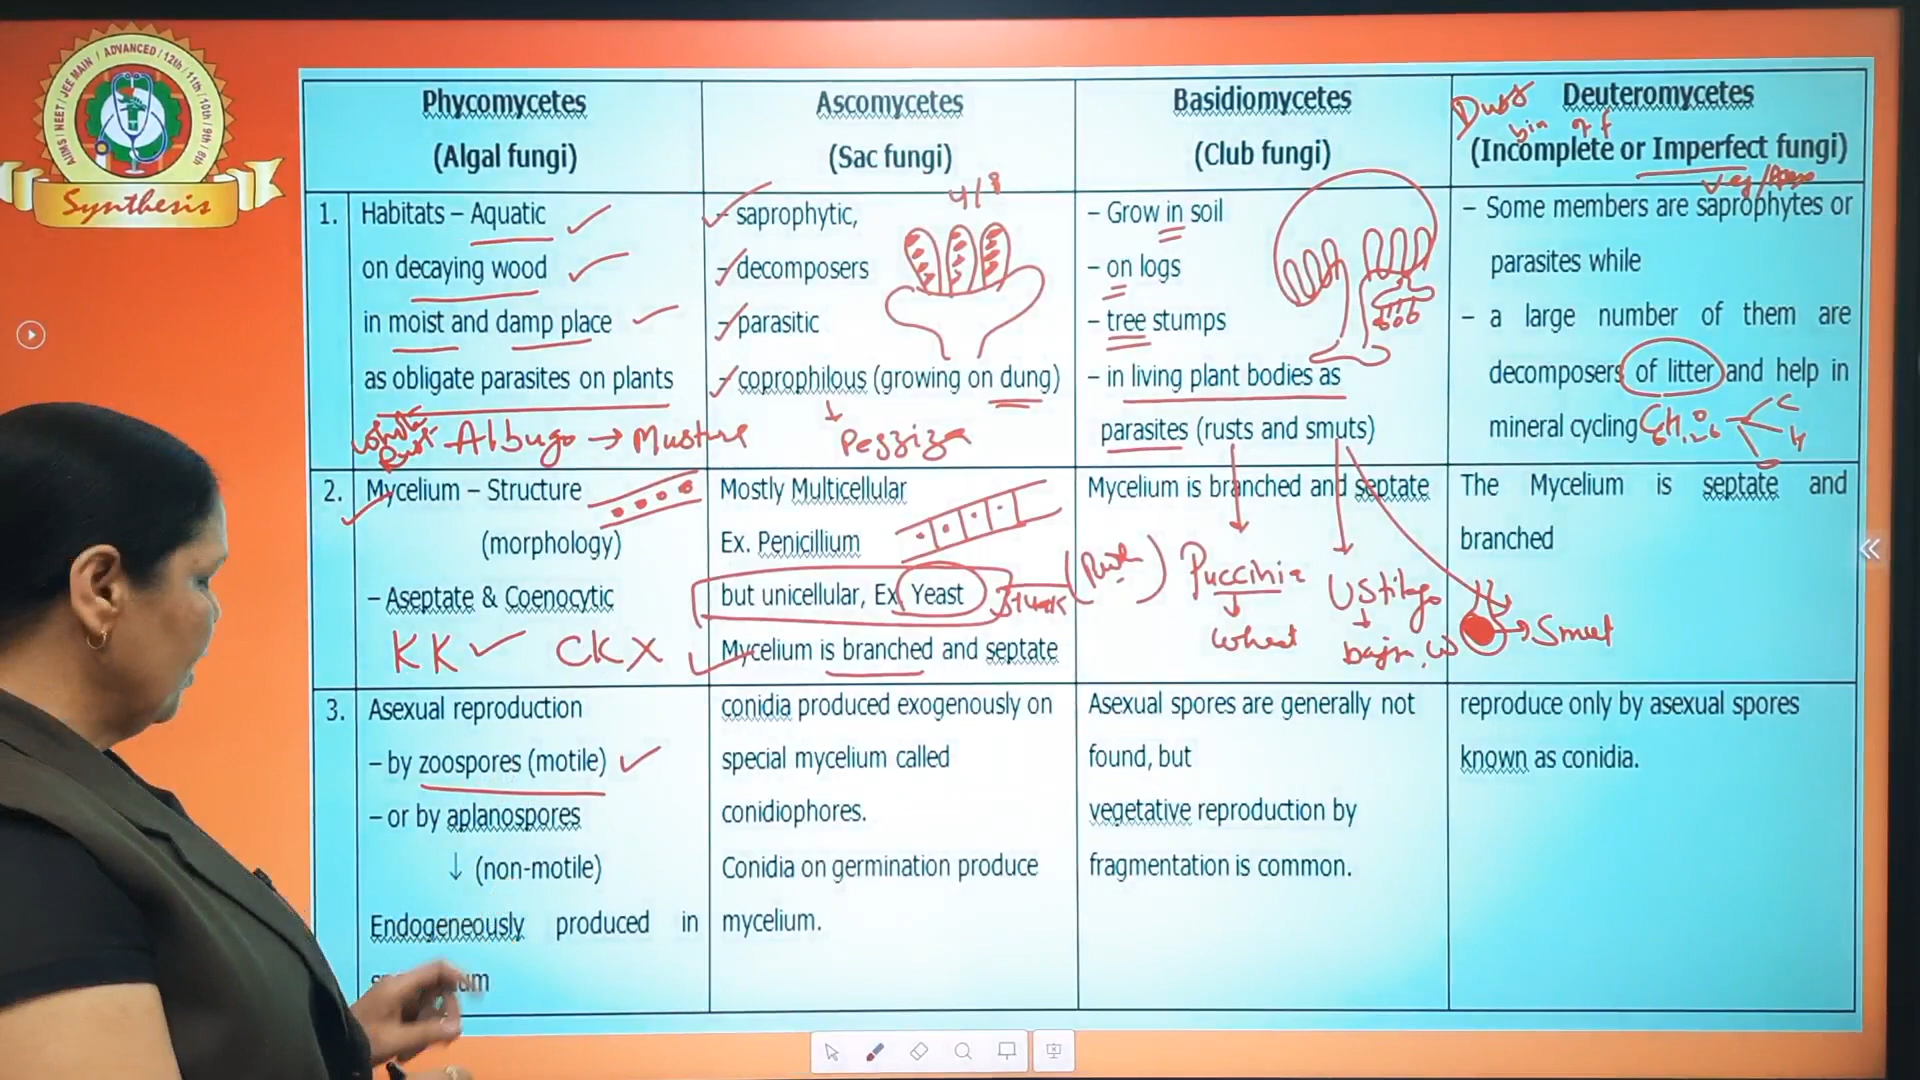 AIIMS / NEET / JEE MAIN / ADVANCED / 12th / 11th / 10th / 9th / 8th
Synthesis
Phycomycetes
(Algal fungi)
Ascomycetes
(Sac fungi)
Basidiomycetes
(Club fungi)
Deuteromycetes
bin of f
(Incomplete or Imperfect fungi)
1.
Habitats – Aquatic
on decaying wood
in moist and damp place
as obligate parasites on plants
Albugo → Musture
4/8
– saprophytic,
– decomposers
– parasitic
– coprophilous (growing on dung)
Pezziza
– Grow in soil
– on logs
– tree stumps
– in living plant bodies as
parasites (rusts and smuts)
– Some members are saprophytes or
parasites while
– a large number of them are
decomposers of litter and help in
mineral cycling
2.
Mycelium – Structure
(morphology)
– Aseptate & Coenocytic
KK ✓ CK X
Mostly Multicellular
Ex. Penicillium
but unicellular, Ex Yeast
Mycelium is branched and septate
Mycelium is branched and septate
Puccinia
wheat
Ustilago
Smut
The Mycelium is septate and
branched
3.
Asexual reproduction
– by zoospores (motile)
– or by aplanospores
↓ (non-motile)
Endogeneously produced in
conidia produced exogenously on
special mycelium called
conidiophores.
Conidia on germination produce
mycelium.
Asexual spores are generally not
found, but
vegetative reproduction by
fragmentation is common.
reproduce only by asexual spores
known as conidia.